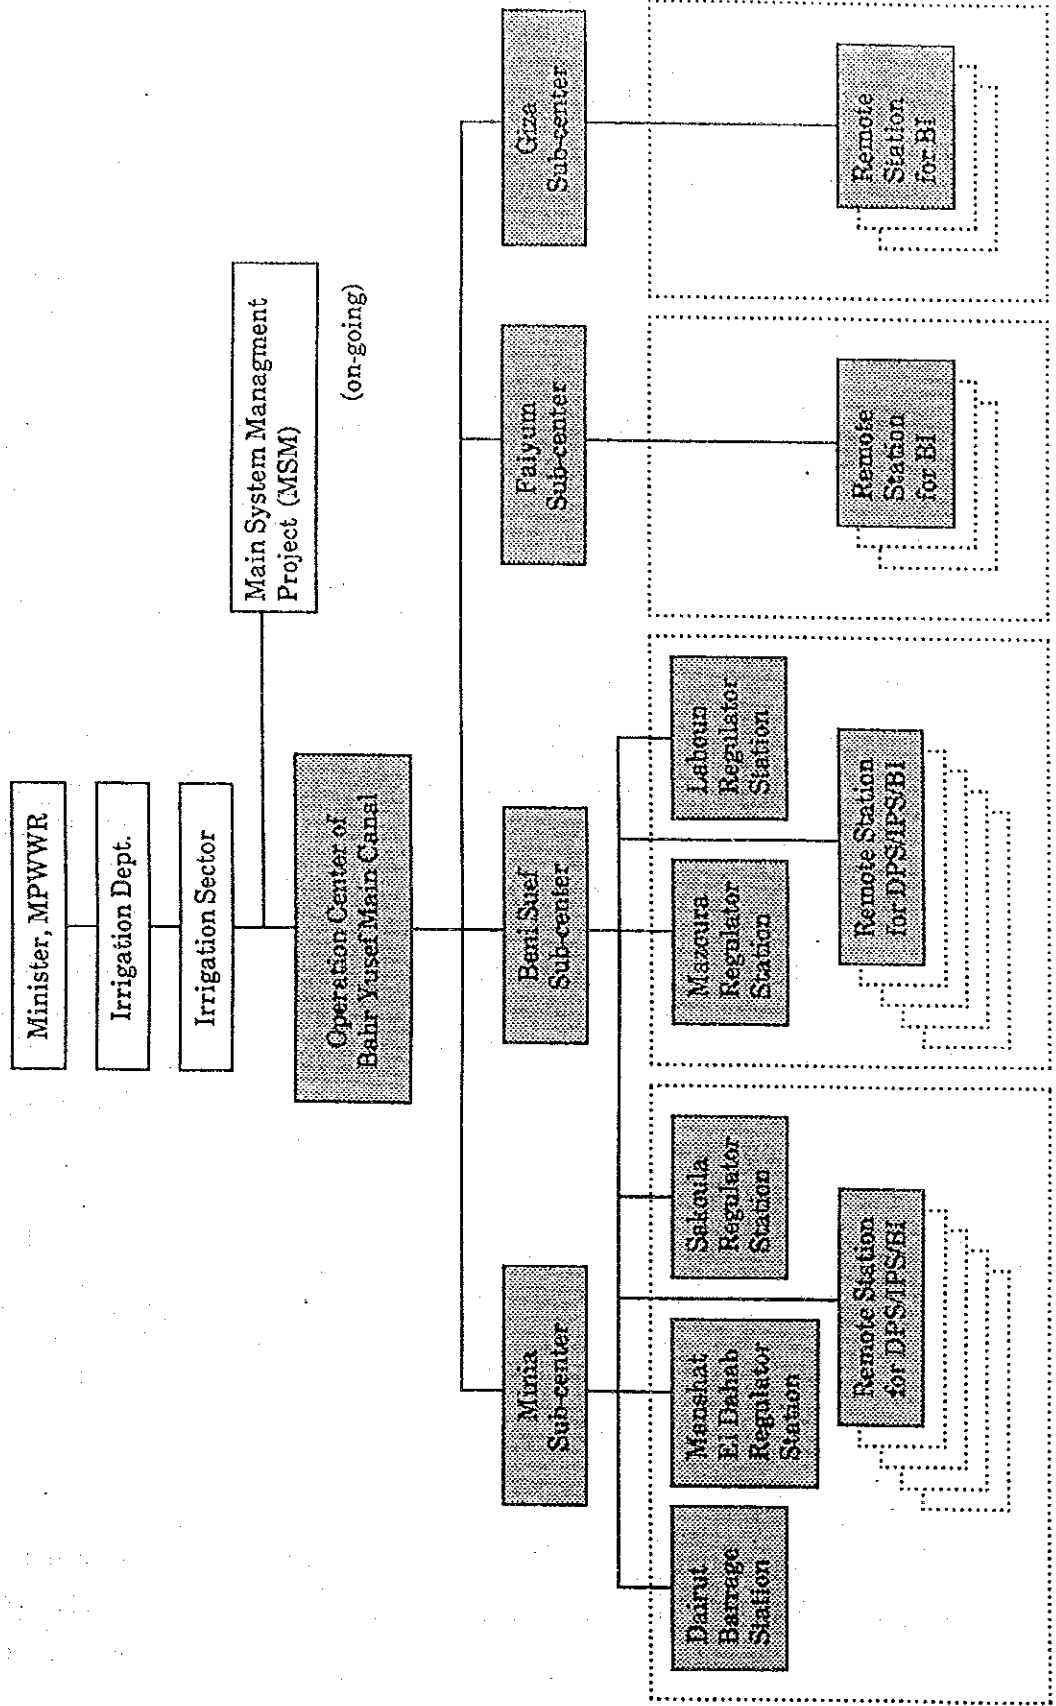 Minister, MPWWR
Irrigation Dept.
Irrigation Sector
Main System Managment
Project (MSM)
(on-going)
Operation Center of
Bahr Yusef Main Canal
Minia
Sub-center
Beni Suef
Sub-center
Faiyum
Sub-center
Giza
Sub-center
Dairut
Barrage
Station
Manshat
El Dahab
Regulator
Station
Sakoula
Regulator
Station
Mazoura
Regulator
Station
Lahoun
Regulator
Station
Remote Station
for DPS/IPS/BI
Remote Station
for DPS/IPS/BI
Remote
Station
for BI
Remote
Station
for BI